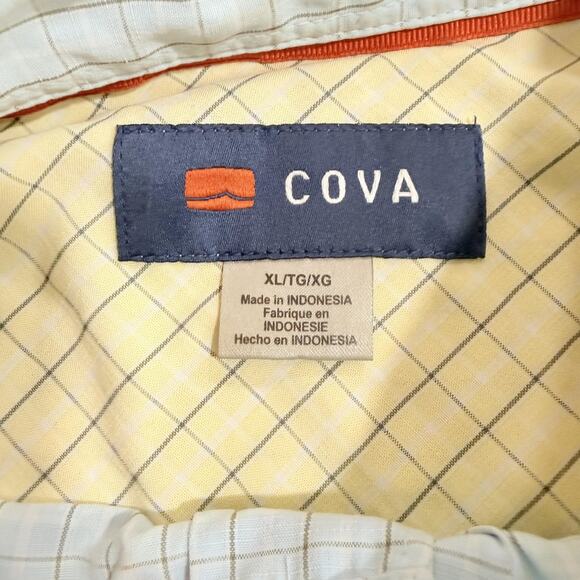 COVA
XL/TG/XG
Made in INDONESIA
Fabrique en
INDONESIE
Hecho en INDONESIA